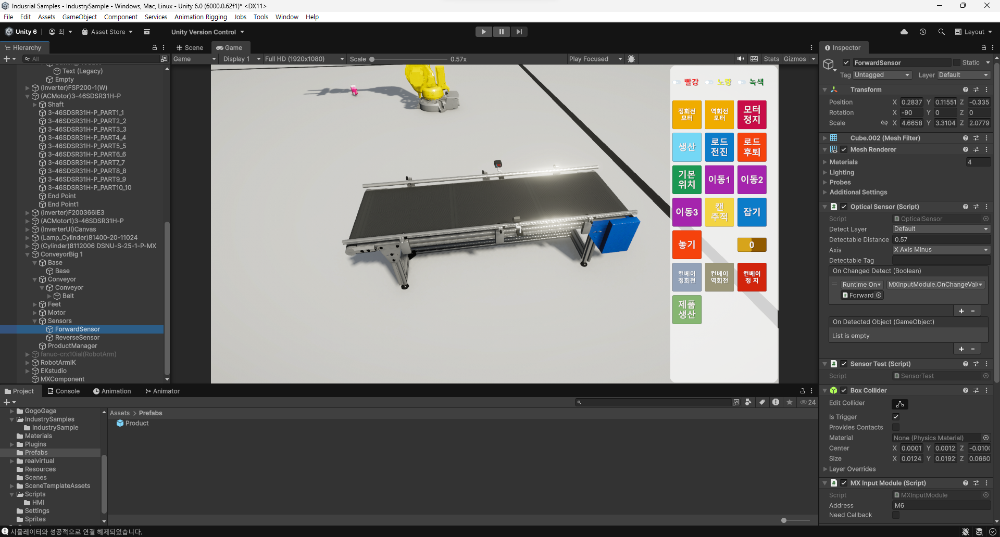 Indusrial Samples - IndustrySample - Windows, Mac, Linux - Unity 6.0 (6000.0.62f1)* <DX11>
File Edit Assets GameObject Component Services Animation Rigging Jobs Tools Window Help
Unity 6 최 Asset Store Unity Version Control Layout
Hierarchy
All
Text (Legacy)
Empty
(Inverter)FSP200-1(W)
(ACMotor)3-46SDSR31H-P
Shaft
3-46SDSR31H-P_PART1_1
3-46SDSR31H-P_PART2_2
3-46SDSR31H-P_PART3_3
3-46SDSR31H-P_PART4_4
3-46SDSR31H-P_PART5_5
3-46SDSR31H-P_PART6_6
3-46SDSR31H-P_PART7_7
3-46SDSR31H-P_PART8_8
3-46SDSR31H-P_PART9_9
3-46SDSR31H-P_PART10_10
End Point
End Point1
(Inverter)F200366IE3
(ACMotor1)3-46SDSR31H-P
(InverterUI)Canvas
(Lamp_Cylinder)81400-20-11024
(Cylinder)8112006 DSNU-S-25-1-P-MX
ConveyorBig 1
Base
Base
Conveyor
Conveyor
Belt
Feet
Motor
Sensors
ForwardSensor
ReverseSensor
ProductManager
fanuc-crx10ial(RobotArm)
RobotArmIK
EKstudio
MXComponent
Scene Game
Game Display 1 Full HD (1920x1080) Scale 0.57x Play Focused Stats Gizmos
빨강 노랑 녹색
정회전
모터
역회전
모터
모터
정지
생산
로드
전진
로드
후퇴
기본
위치
이동1
이동2
이동3
캔
추적
잡기
놓기
0
컨베이
정회전
컨베이
역회전
컨베이
정 지
제품
생산
Inspector
ForwardSensor Static
Tag Untagged Layer Default
Transform
Position X 0.2837 Y 0.11551 Z -0.335
Rotation X -90 Y 0 Z 0
Scale X 4.6658 Y 3.3104 Z 2.0779
Cube.002 (Mesh Filter)
Mesh Renderer
Materials 4
Lighting
Probes
Additional Settings
Optical Sensor (Script)
Script OpticalSensor
Detect Layer Default
Detectable Distance 0.57
Axis X Axis Minus
Detectable Tag
On Changed Detect (Boolean)
Runtime On MXInputModule.OnChangeVal
Forward
+ -
On Detected Object (GameObject)
List is empty
+ -
Sensor Test (Script)
Script SensorTest
Box Collider
Edit Collider
Is Trigger
Provides Contacts
Material None (Physics Material)
Center X 0.0001 Y 0.0012 Z -0.010
Size X 0.0124 Y 0.0192 Z 0.0660
Layer Overrides
MX Input Module (Script)
Script MXInputModule
Address M6
Need Callback
Project Console Animation Animator
24
GogoGaga
IndustrySamples
IndustrySample
Materials
Plugins
Prefabs
realvirtual
Resources
Scenes
SceneTemplateAssets
Scripts
HMI
Settings
Sprites
Assets > Prefabs
Product
시뮬레이터와 성공적으로 연결 해제되었습니다.